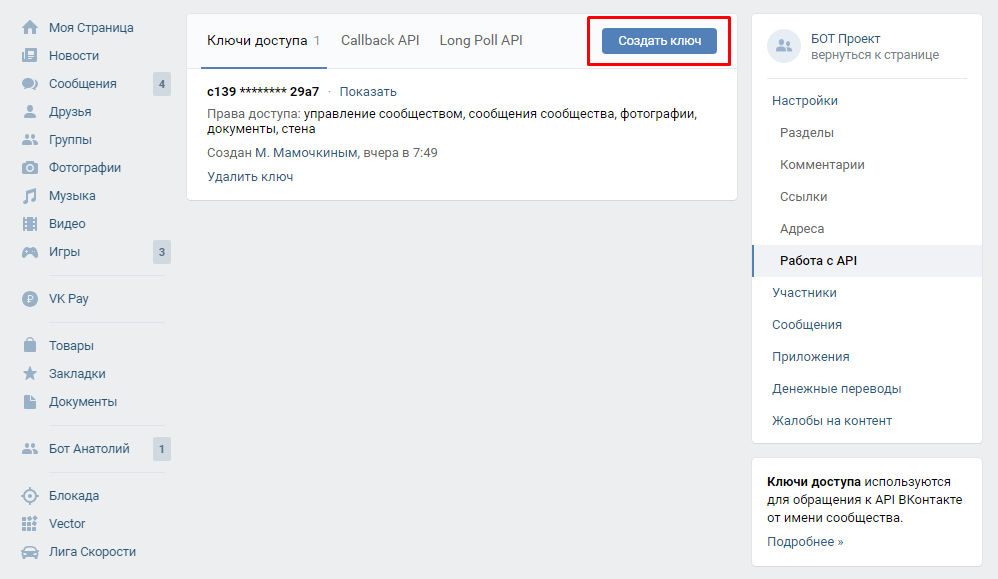 Моя Страница
Новости
Сообщения 4
Друзья
Группы
Фотографии
Музыка
Видео
Игры 3
VK Pay
Товары
Закладки
Документы
Бот Анатолий 1
Блокада
Vector
Лига Скорости
Ключи доступа 1 Callback API Long Poll API Создать ключ
c139 ******** 29a7 · Показать
Права доступа: управление сообществом, сообщения сообщества, фотографии,
документы, стена
Создан М. Мамочкиным, вчера в 7:49
Удалить ключ
БОТ Проект
вернуться к странице
Настройки
Разделы
Комментарии
Ссылки
Адреса
Работа с API
Участники
Сообщения
Приложения
Денежные переводы
Жалобы на контент
Ключи доступа используются
для обращения к API ВКонтакте
от имени сообщества.
Подробнее »